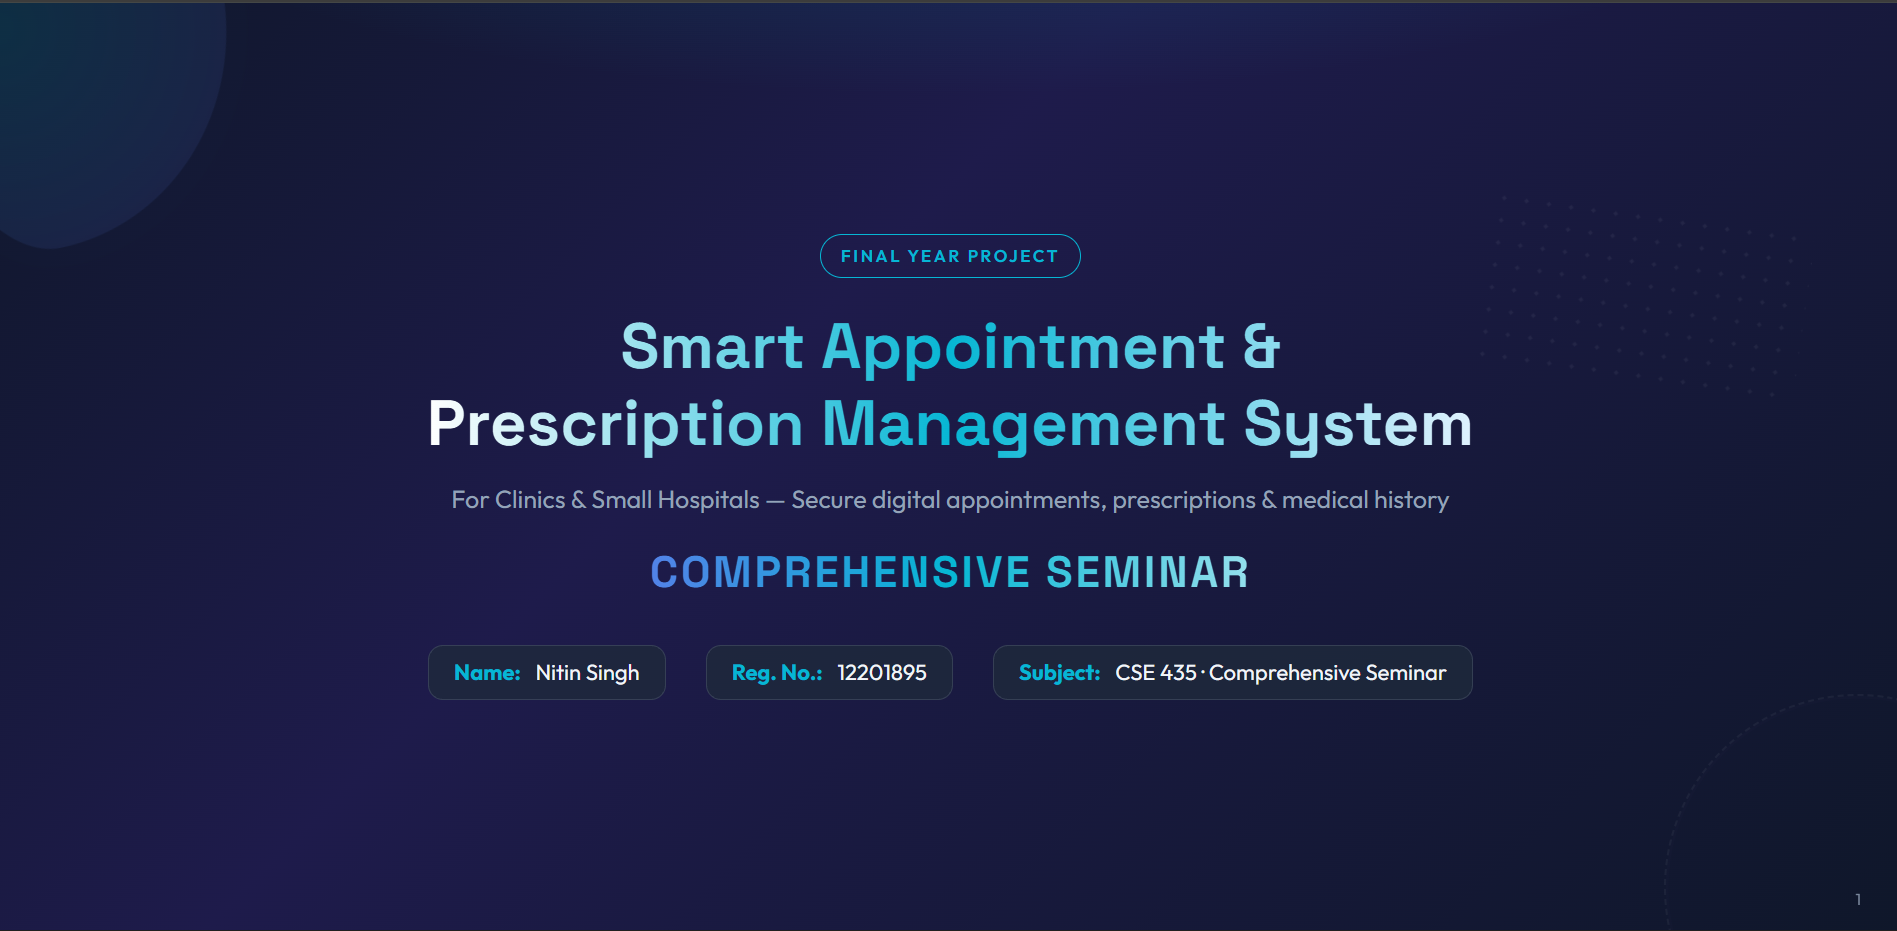 FINAL YEAR PROJECT
Smart Appointment &
Prescription Management System
For Clinics & Small Hospitals — Secure digital appointments, prescriptions & medical history
COMPREHENSIVE SEMINAR
Name: Nitin Singh
Reg. No.: 12201895
Subject: CSE 435 · Comprehensive Seminar
1